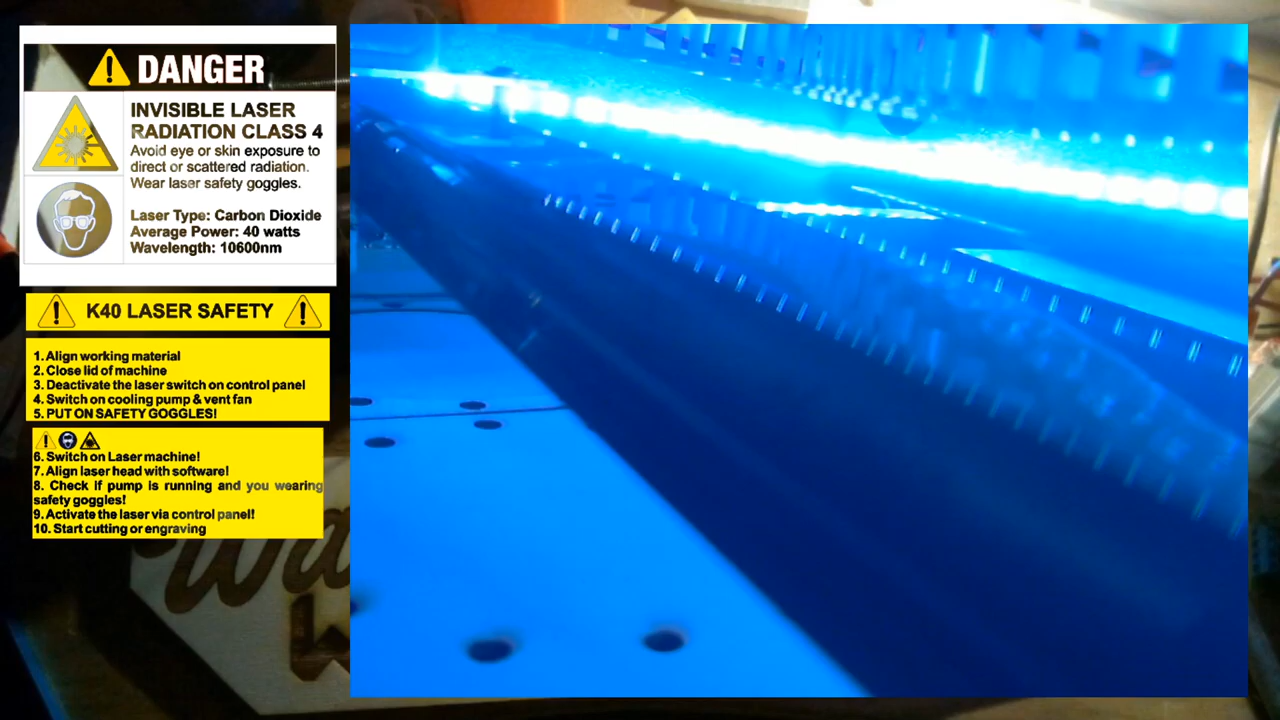 DANGER
INVISIBLE LASER
RADIATION CLASS 4
Avoid eye or skin exposure to
direct or scattered radiation.
Wear laser safety goggles.
Laser Type: Carbon Dioxide
Average Power: 40 watts
Wavelength: 10600nm
K40 LASER SAFETY
1. Align working material
2. Close lid of machine
3. Deactivate the laser switch on control panel
4. Switch on cooling pump & vent fan
5. PUT ON SAFETY GOGGLES!
6. Switch on Laser machine!
7. Align laser head with software!
8. Check if pump is running and you wearing
safety goggles!
9. Activate the laser via control panel!
10. Start cutting or engraving